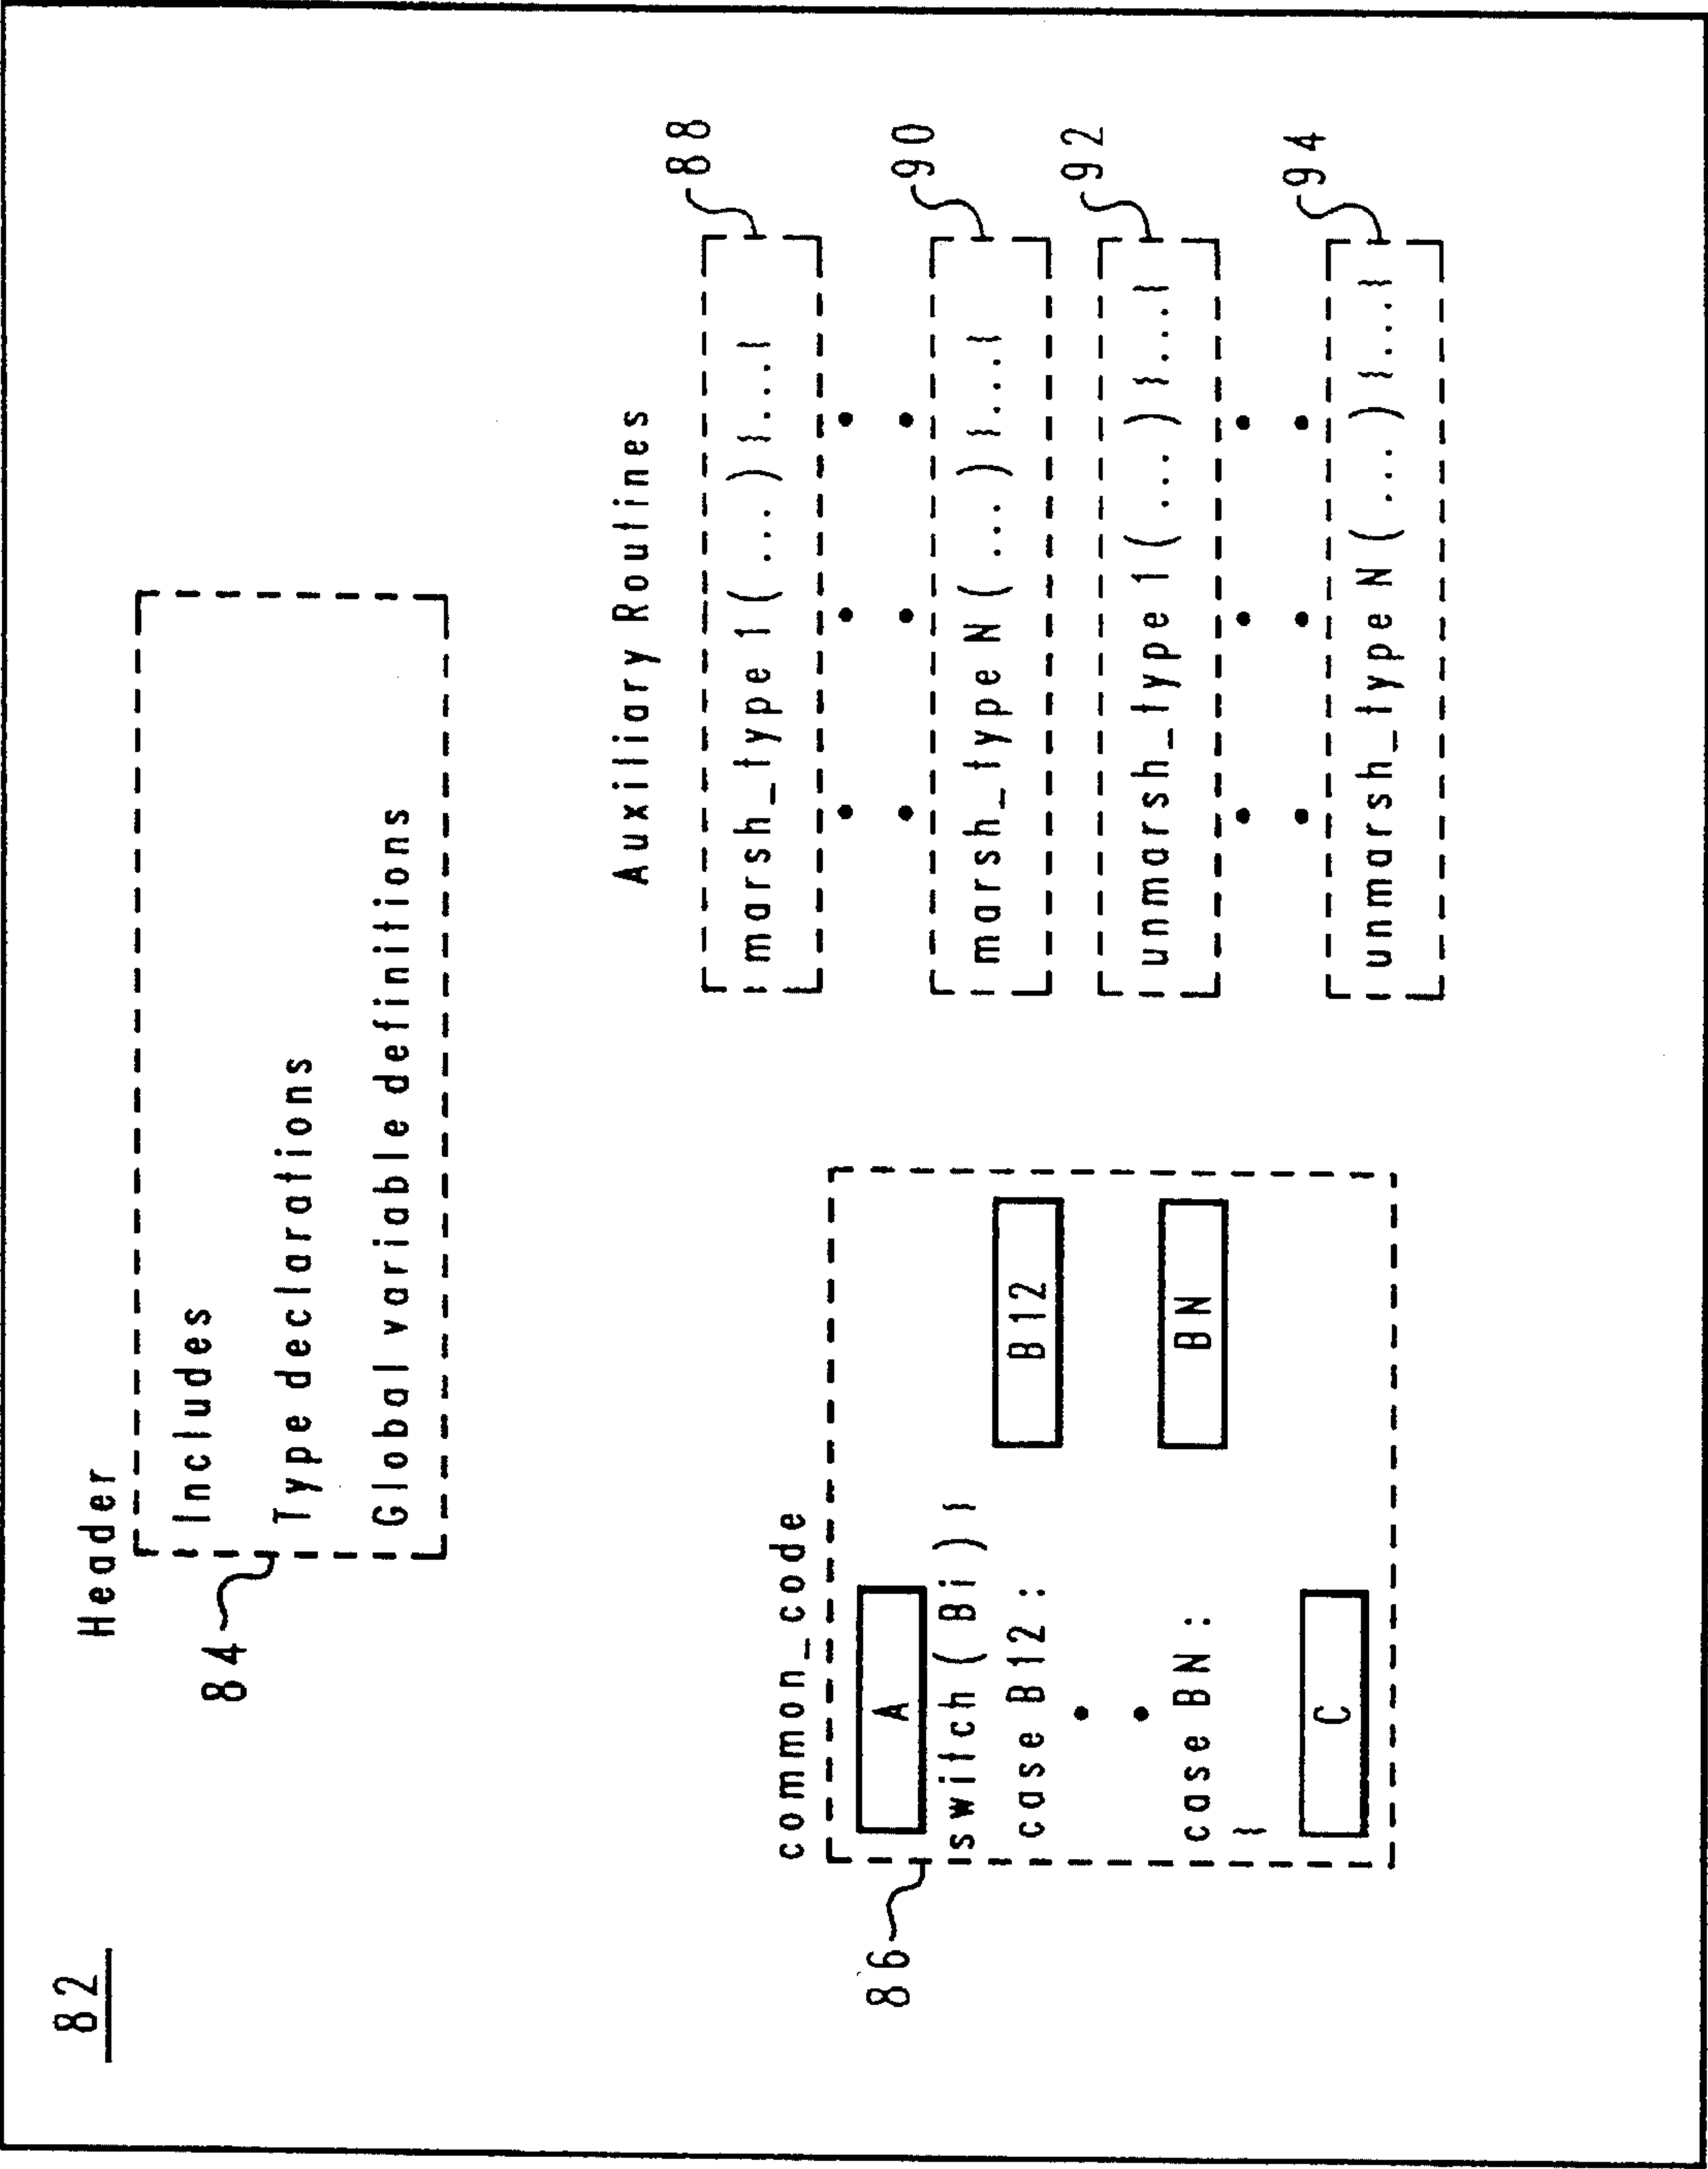 82
Header
84
Includes
Type declarations
Global variable definitions
common_code
86
A
switch (Bi) {
case B12:
B12
case BN:
BN
}
C
Auxiliary Routines
marsh_type1(...) {...}
88
marsh_typeN(...) {...}
90
unmarsh_type1(...) {...}
92
unmarsh_typeN(...) {...}
94